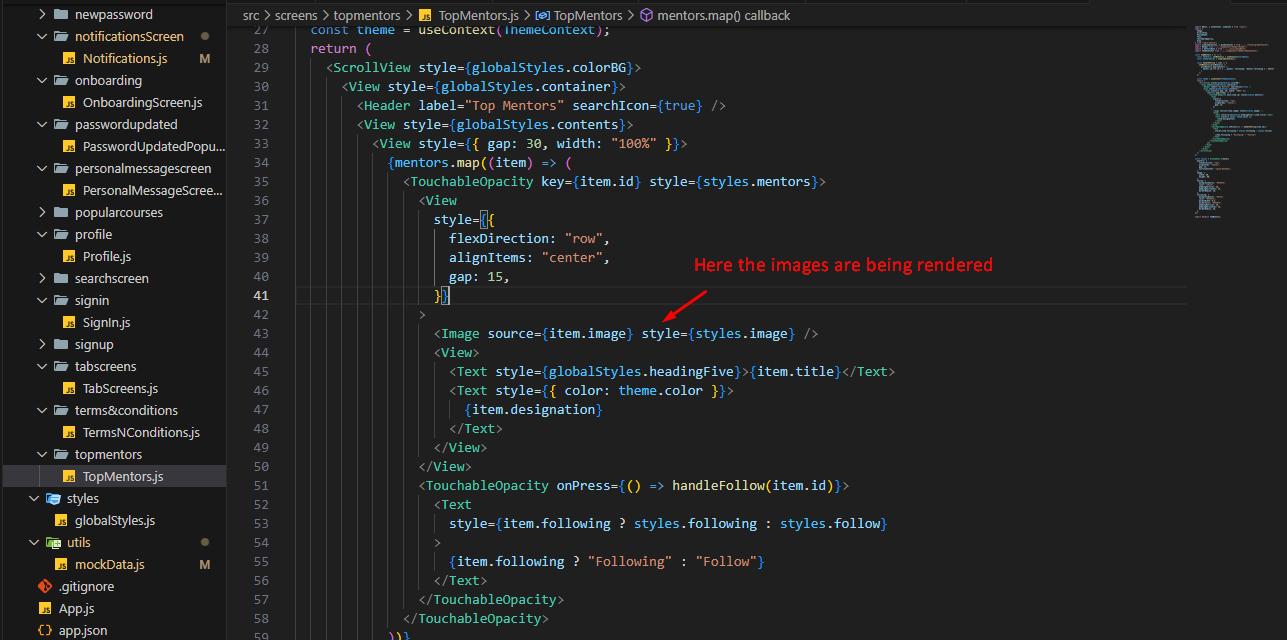 newpassword
notificationsScreen
Notifications.js M
onboarding
OnboardingScreen.js
passwordupdated
PasswordUpdatedPopu...
personalmessagescreen
PersonalMessageScree...
popularcourses
profile
Profile.js
searchscreen
signin
SignIn.js
signup
tabscreens
TabScreens.js
terms&conditions
TermsNConditions.js
topmentors
TopMentors.js
styles
globalStyles.js
utils
mockData.js M
.gitignore
App.js
app.json
src > screens > topmentors > TopMentors.js > TopMentors > mentors.map() callback
27 const theme = useContext(ThemeContext);
28 return (
29 <ScrollView style={globalStyles.colorBG}>
30 <View style={globalStyles.container}>
31 <Header label="Top Mentors" searchIcon={true} />
32 <View style={globalStyles.contents}>
33 <View style={{ gap: 30, width: "100%" }}>
34 {mentors.map((item) => (
35 <TouchableOpacity key={item.id} style={styles.mentors}>
36 <View
37 style={{
38 flexDirection: "row",
39 alignItems: "center",
40 gap: 15,
41 }}
42 >
43 <Image source={item.image} style={styles.image} />
44 <View>
45 <Text style={globalStyles.headingFive}>{item.title}</Text>
46 <Text style={{ color: theme.color }}>
47 {item.designation}
48 </Text>
49 </View>
50 </View>
51 <TouchableOpacity onPress={() => handleFollow(item.id)}>
52 <Text
53 style={item.following ? styles.following : styles.follow}
54 >
55 {item.following ? "Following" : "Follow"}
56 </Text>
57 </TouchableOpacity>
58 </TouchableOpacity>
59 ))}
Here the images are being rendered